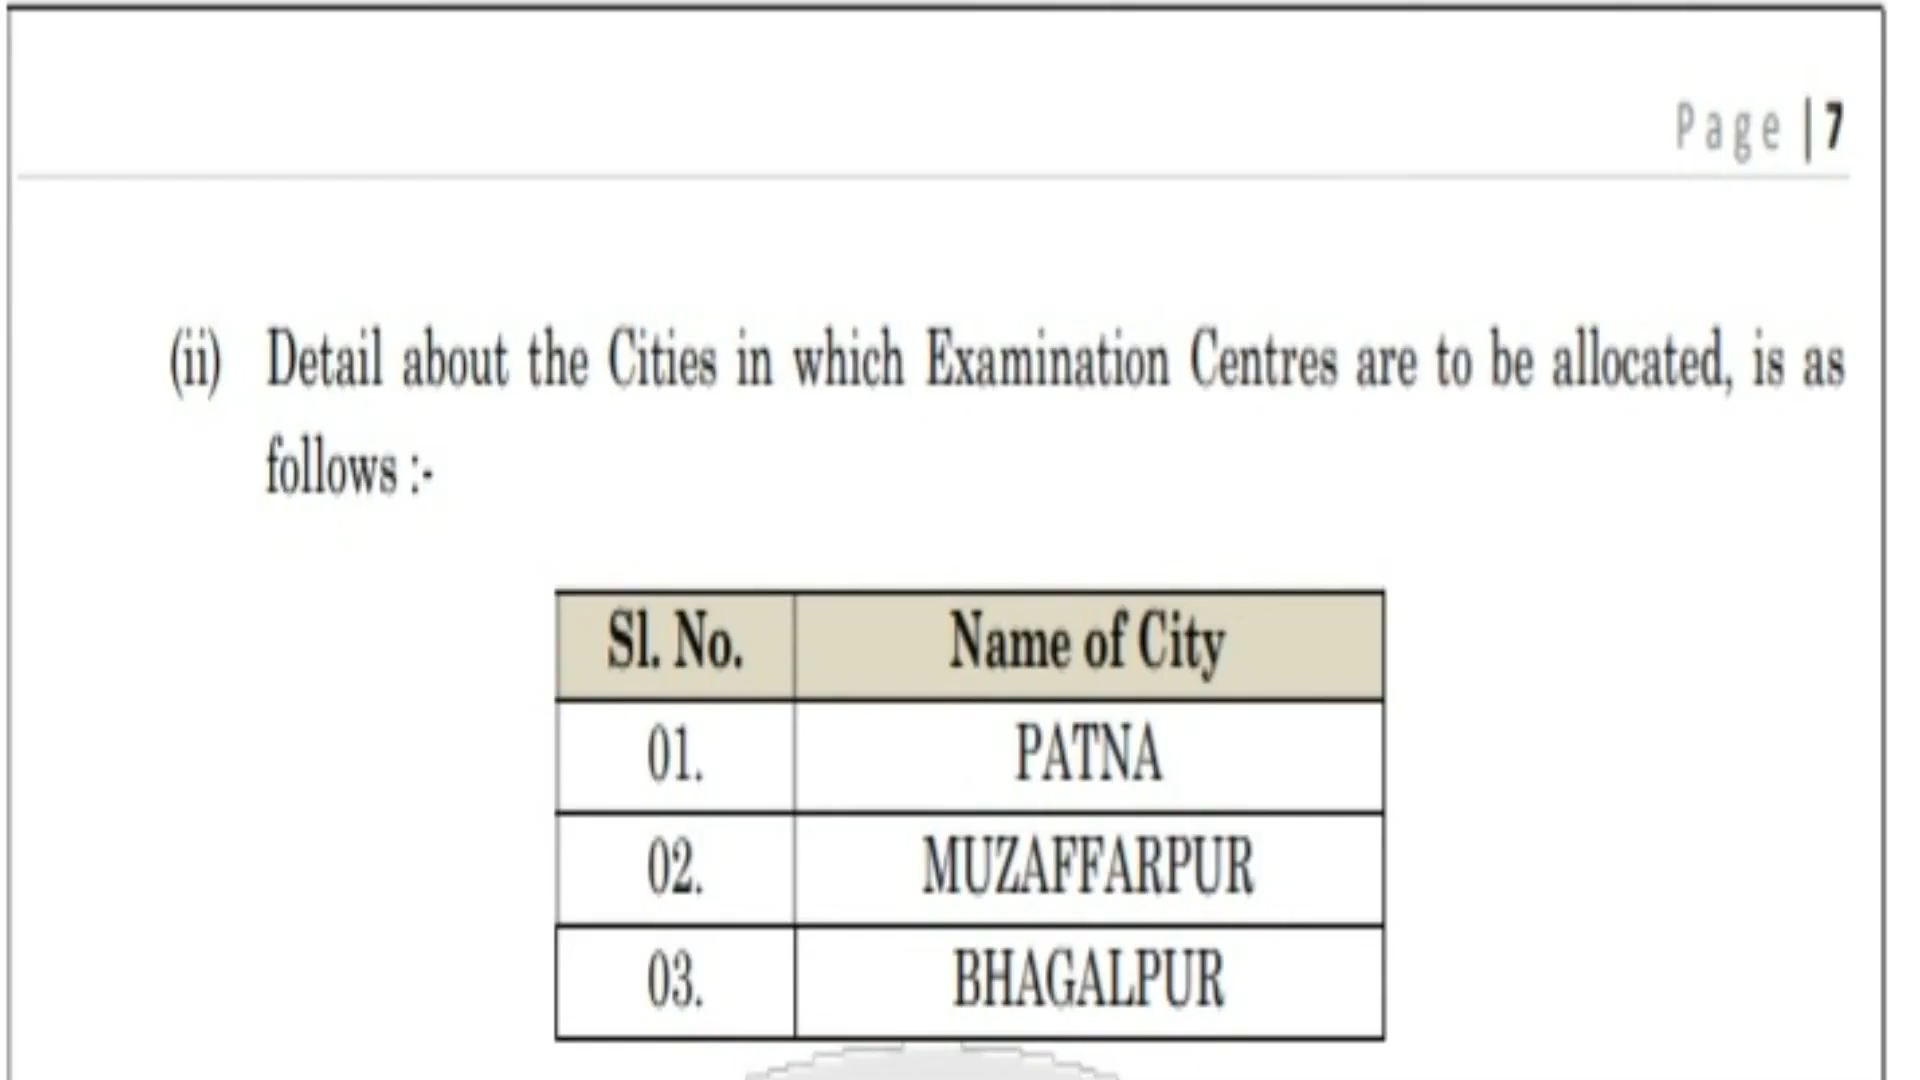 Page | 7
(ii) Detail about the Cities in which Examination Centres are to be allocated, is as
follows :-
Sl. No. Name of City
01. PATNA
02. MUZAFFARPUR
03. BHAGALPUR